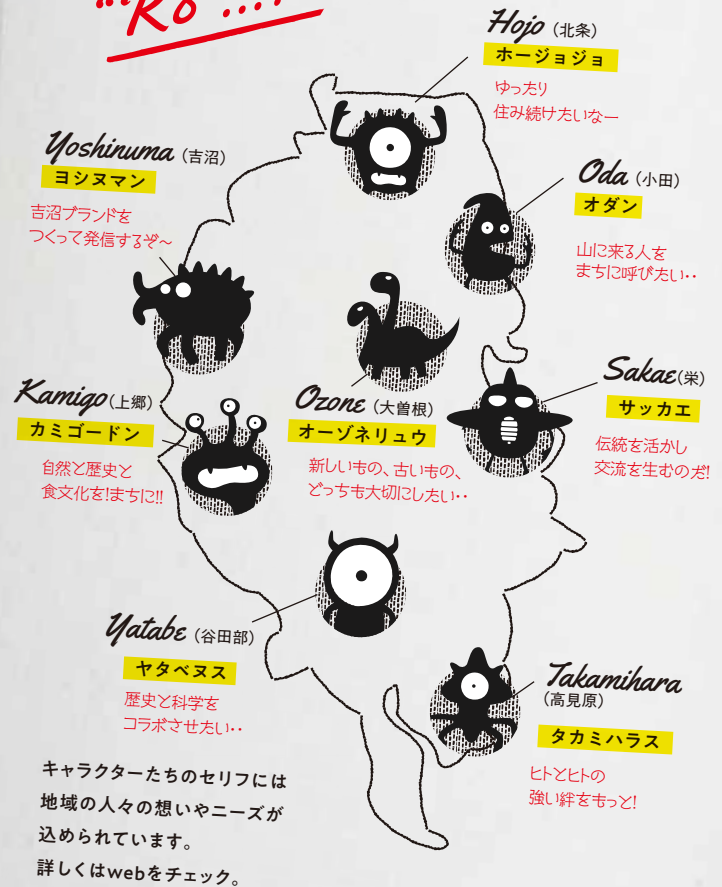 "Ko"....
Hojo (北条)
ホージョジョ
ゆったり
住み続けたいなー
Yoshinuma (吉沼)
ヨシヌマン
吉沼ブランドを
つくって発信するぞ〜
Oda (小田)
オダン
山に来る人を
まちに呼びたい‥
Kamigo (上郷)
カミゴードン
自然と歴史と
食文化を!まちに!!
Ozone (大曽根)
オーゾネリュウ
新しいもの、古いもの、
どっちも大切にしたい‥
Sakae (栄)
サッカエ
伝統を活かし
交流を生むのだ!
Yatabe (谷田部)
ヤタベヌス
歴史と科学を
コラボさせたい‥
Takamihara
(高見原)
タカミハラス
ヒトとヒトの
強い絆をもっと!
キャラクターたちのセリフには
地域の人々の想いやニーズが
込められています。
詳しくはwebをチェック。